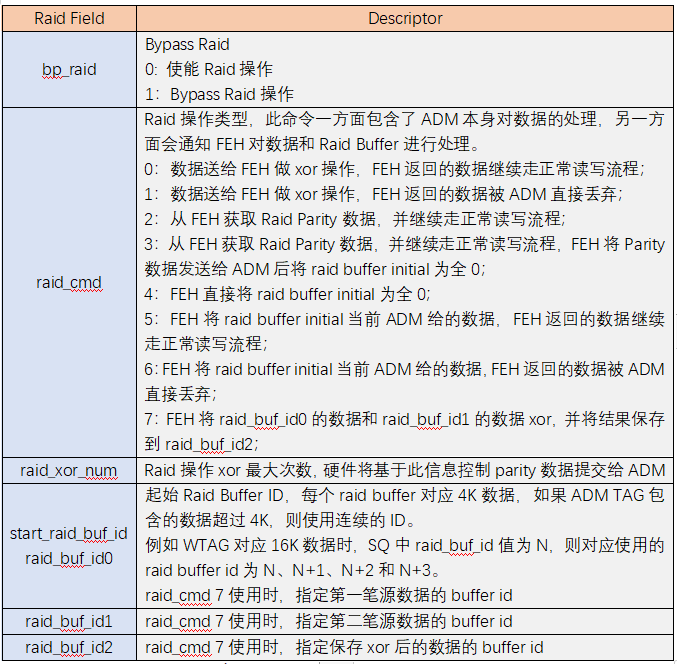 Raid Field Descriptor
bp_raid
Bypass Raid
0: 使能 Raid 操作
1：Bypass Raid 操作
raid_cmd
Raid 操作类型，此命令一方面包含了 ADM 本身对数据的处理，另一方
面会通知 FEH 对数据和 Raid Buffer 进行处理。
0：数据送给 FEH 做 xor 操作，FEH 返回的数据继续走正常读写流程；
1：数据送给 FEH 做 xor 操作，FEH 返回的数据被 ADM 直接丢弃；
2：从 FEH 获取 Raid Parity 数据，并继续走正常读写流程；
3：从 FEH 获取 Raid Parity 数据，并继续走正常读写流程，FEH 将 Parity
数据发送给 ADM 后将 raid buffer initial 为全 0；
4：FEH 直接将 raid buffer initial 为全 0；
5：FEH 将 raid buffer initial 当前 ADM 给的数据，FEH 返回的数据继续
走正常读写流程；
6:FEH 将 raid buffer initial 当前 ADM 给的数据，FEH 返回的数据被 ADM
直接丢弃；
7：FEH 将 raid_buf_id0 的数据和 raid_buf_id1 的数据 xor，并将结果保存
到 raid_buf_id2；
raid_xor_num
Raid 操作 xor 最大次数，硬件将基于此信息控制 parity 数据提交给 ADM
start_raid_buf_id
raid_buf_id0
起始 Raid Buffer ID，每个 raid buffer 对应 4K 数据，如果 ADM TAG 包
含的数据超过 4K，则使用连续的 ID。
例如 WTAG 对应 16K 数据时，SQ 中 raid_buf_id 值为 N，则对应使用的
raid buffer id 为 N、N+1、N+2 和 N+3。
raid_cmd 7 使用时，指定第一笔源数据的 buffer id
raid_buf_id1
raid_cmd 7 使用时，指定第二笔源数据的 buffer id
raid_buf_id2
raid_cmd 7 使用时，指定保存 xor 后的数据的 buffer id